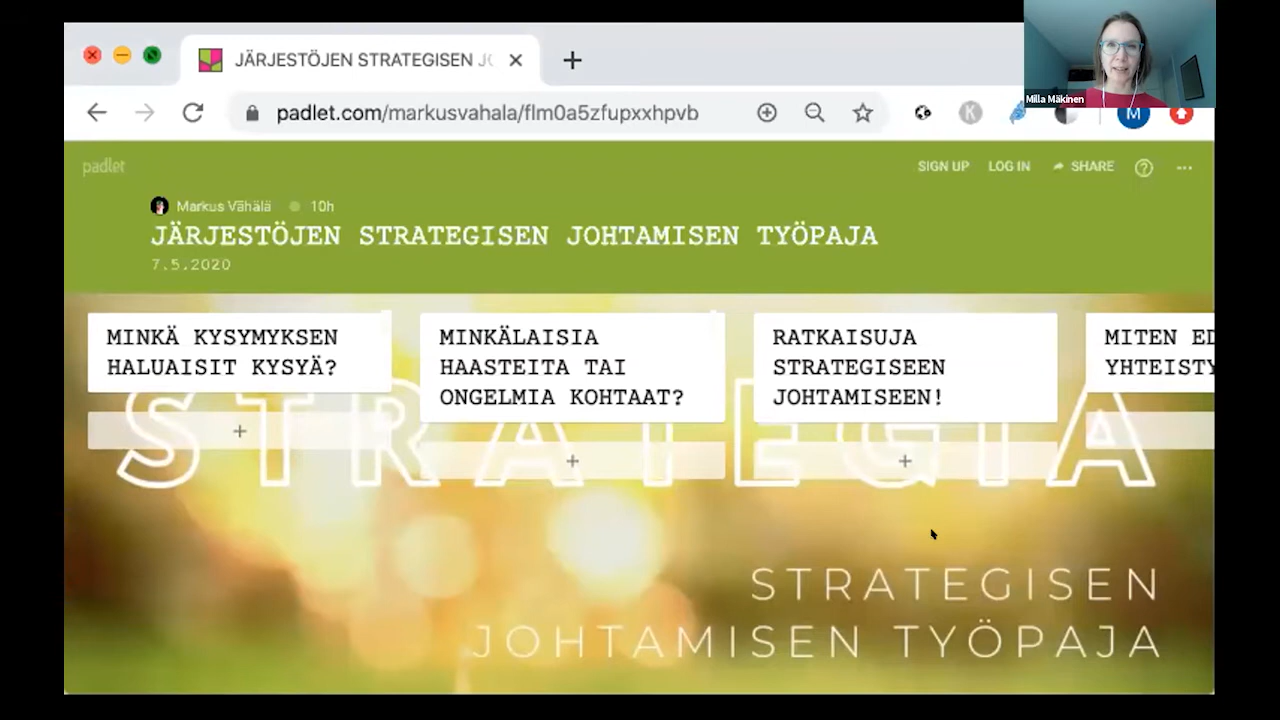 JÄRJESTÖJEN STRATEGISEN JO
padlet.com/markusvahala/flm0a5zfupxxhpvb
K
M
Milla Mäkinen
padlet
SIGN UP LOG IN SHARE
Markus Vähälä 10h
JÄRJESTÖJEN STRATEGISEN JOHTAMISEN TYÖPAJA
7.5.2020
MINKÄ KYSYMYKSEN
HALUAISIT KYSYÄ?
MINKÄLAISIA
HAASTEITA TAI
ONGELMIA KOHTAAT?
RATKAISUJA
STRATEGISEEN
JOHTAMISEEN!
MITEN ED
YHTEISTY
STRATEGIA
STRATEGISEN
JOHTAMISEN TYÖPAJA